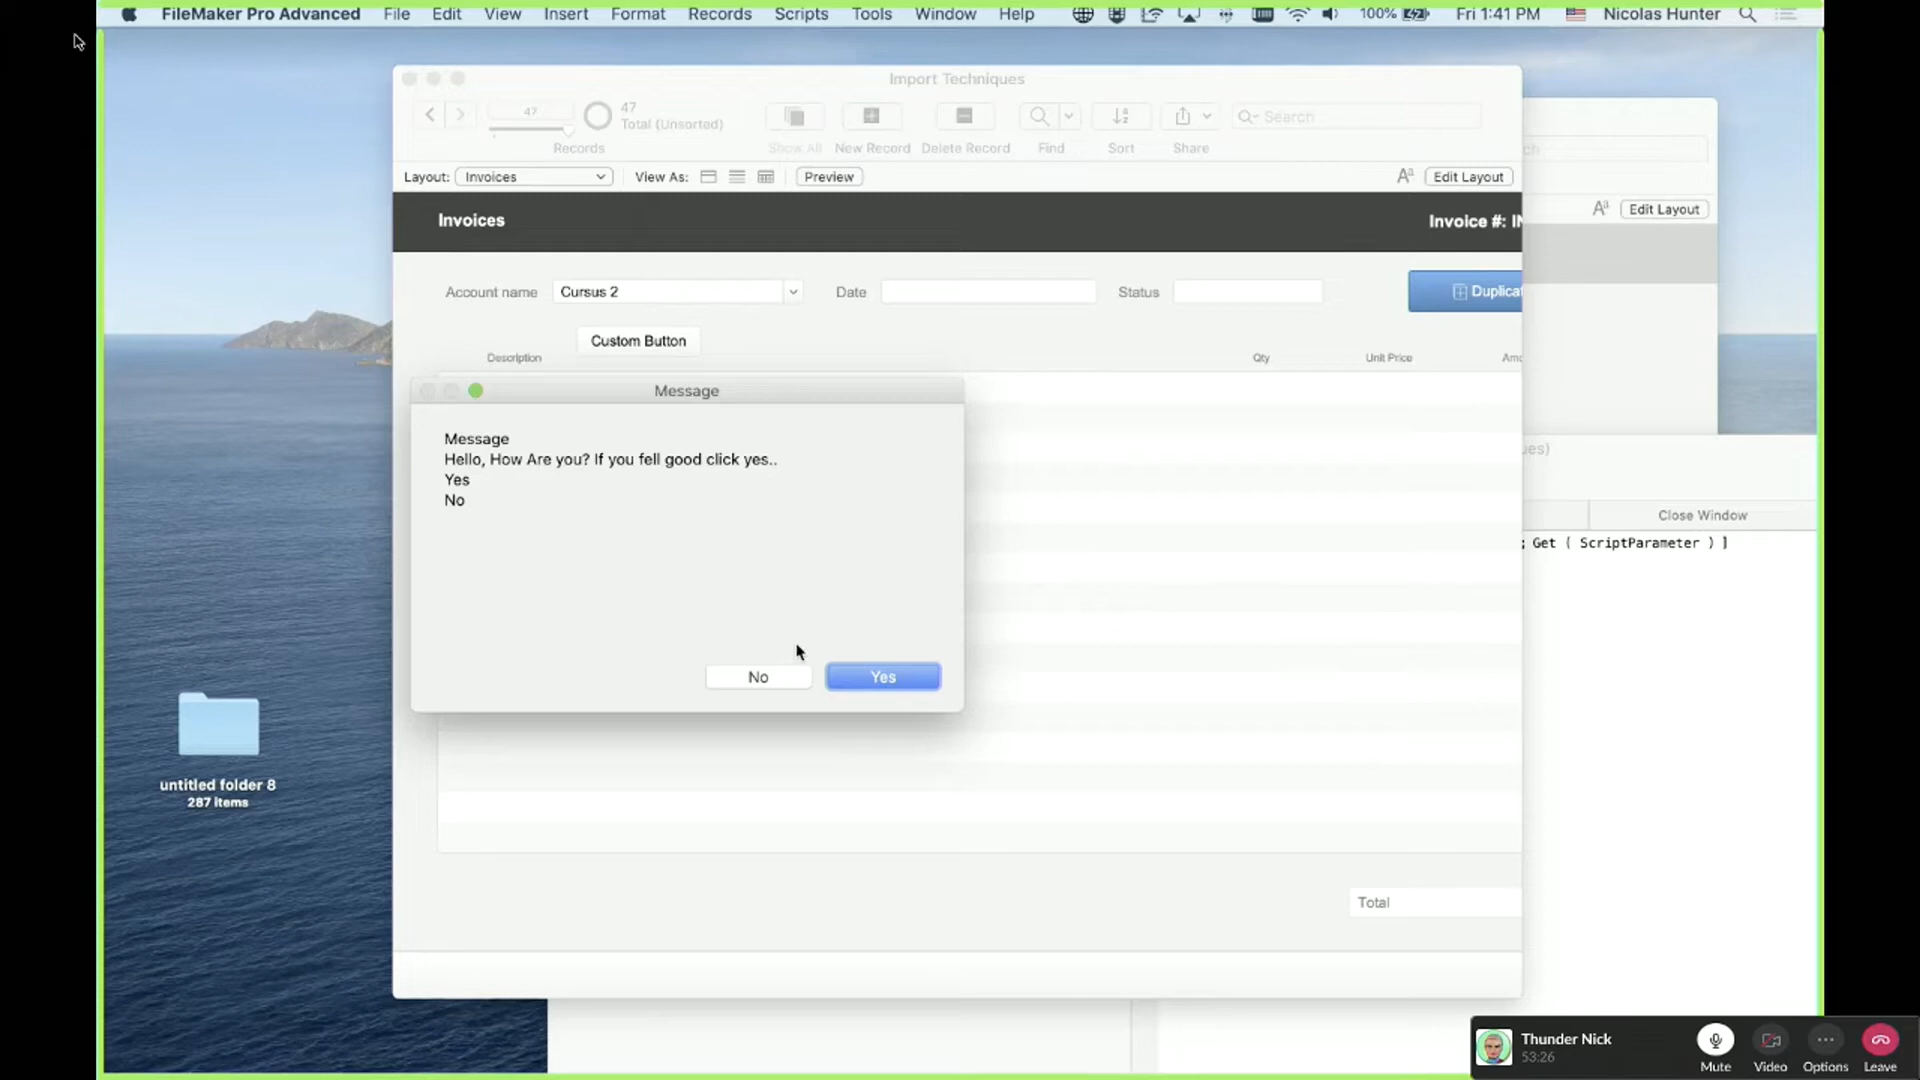 FileMaker Pro Advanced File Edit View Insert Format Records Scripts Tools Window Help 100% Fri 1:41 PM Nicolas Hunter
Import Techniques
47
47
Total (Unsorted)
Search
Records Show All New Record Delete Record Find Sort Share
Layout: Invoices View As: Preview Edit Layout
Edit Layout
Invoices
Invoice #: IN
Account name Cursus 2 Date Status Duplicat
Custom Button
Description Qty Unit Price Amo
Message
Message
Hello, How Are you? If you fell good click yes..
Yes
No
No Yes
Close Window
; Get ( ScriptParameter ) ]
untitled folder 8
287 items
Total
Thunder Nick
53:26
Mute Video Options Leave